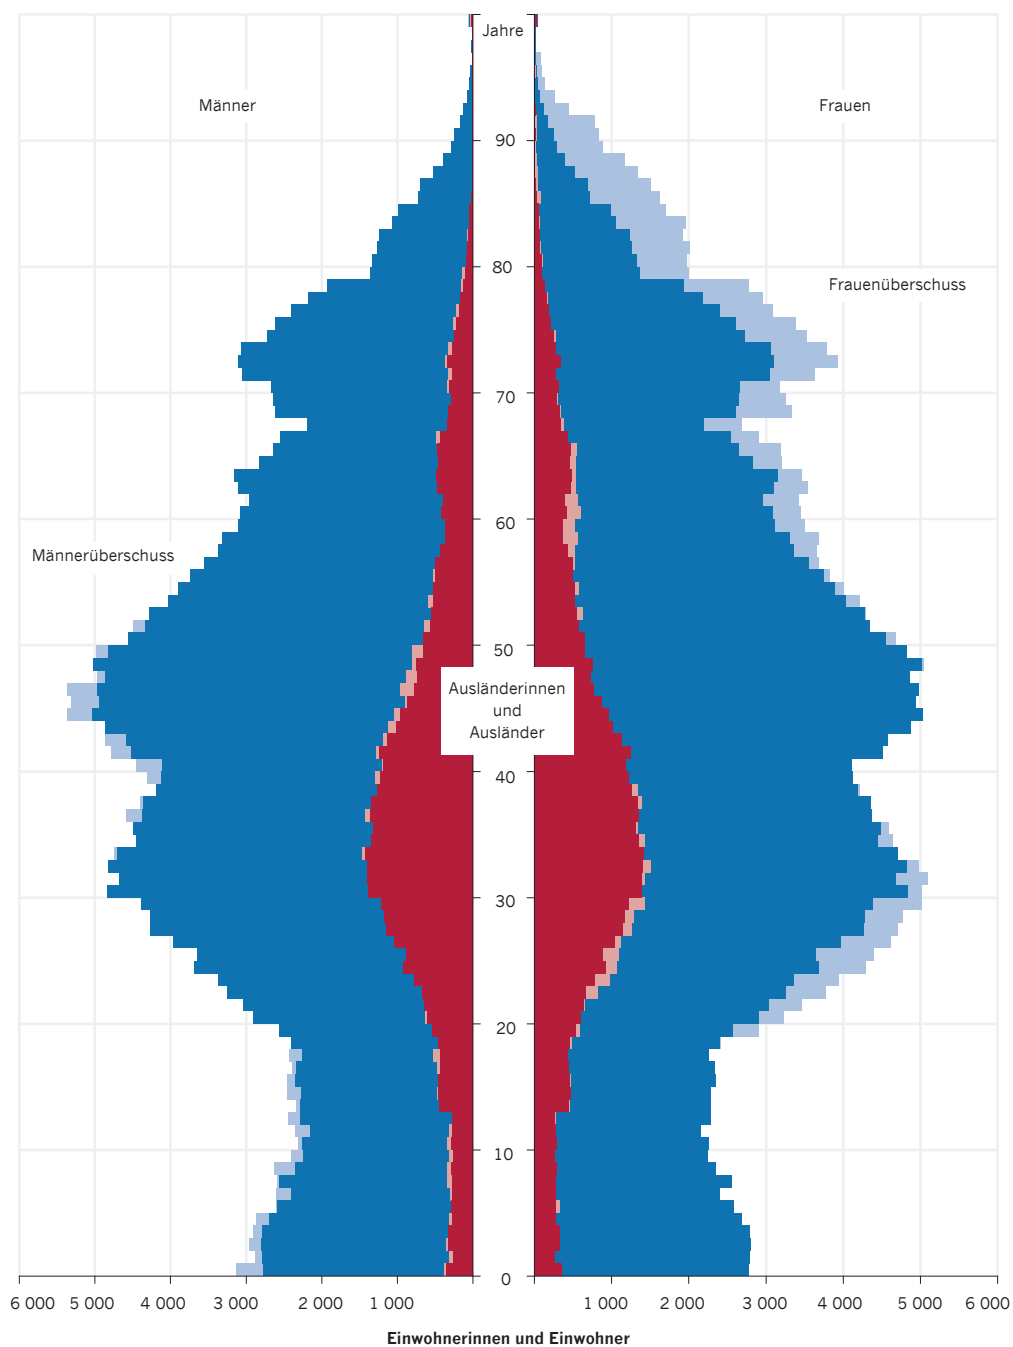 Jahre
Männer
Frauen
90
80
Frauenüberschuss
70
60
Männerüberschuss
50
Ausländerinnen
und
Ausländer
40
30
20
10
0
6 000 5 000 4 000 3 000 2 000 1 000 1 000 2 000 3 000 4 000 5 000 6 000
Einwohnerinnen und Einwohner